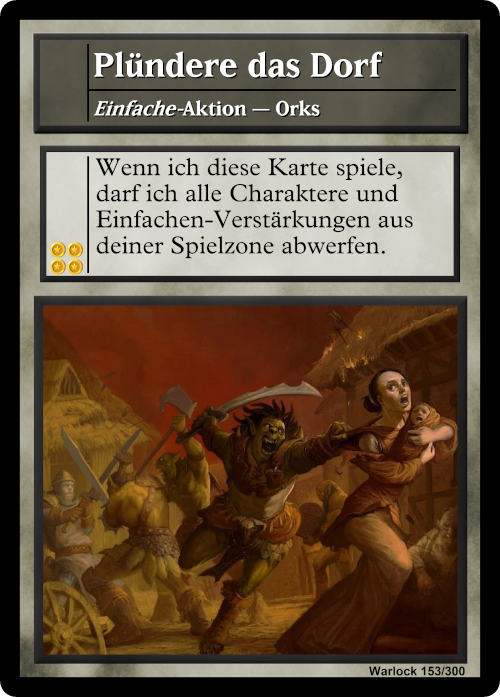 Plündere das Dorf
Einfache-Aktion — Orks
Wenn ich diese Karte spiele,
darf ich alle Charaktere und
Einfachen-Verstärkungen aus
deiner Spielzone abwerfen.
Warlock 153/300